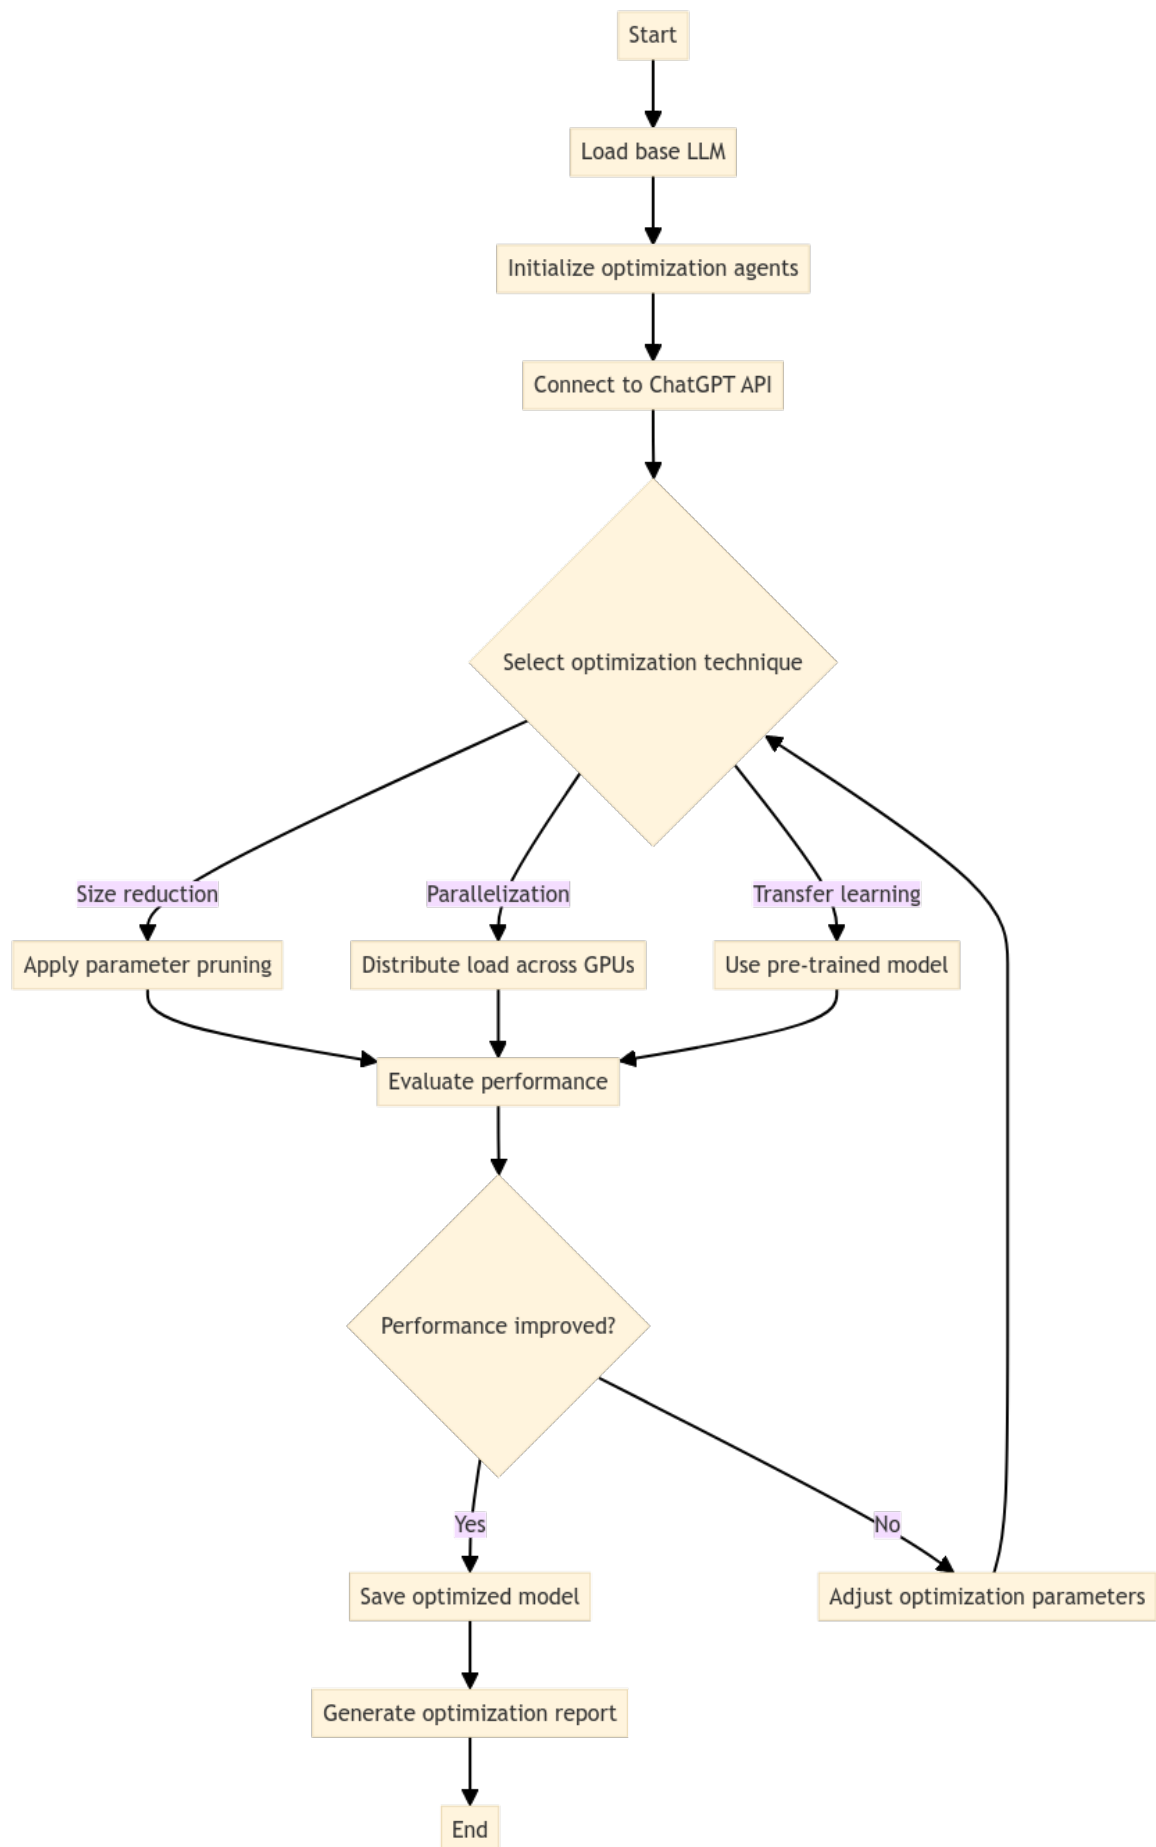 Start
Load base LLM
Initialize optimization agents
Connect to ChatGPT API
Select optimization technique
Size reduction
Parallelization
Transfer learning
Apply parameter pruning
Distribute load across GPUs
Use pre-trained model
Evaluate performance
Performance improved?
Yes
No
Save optimized model
Adjust optimization parameters
Generate optimization report
End